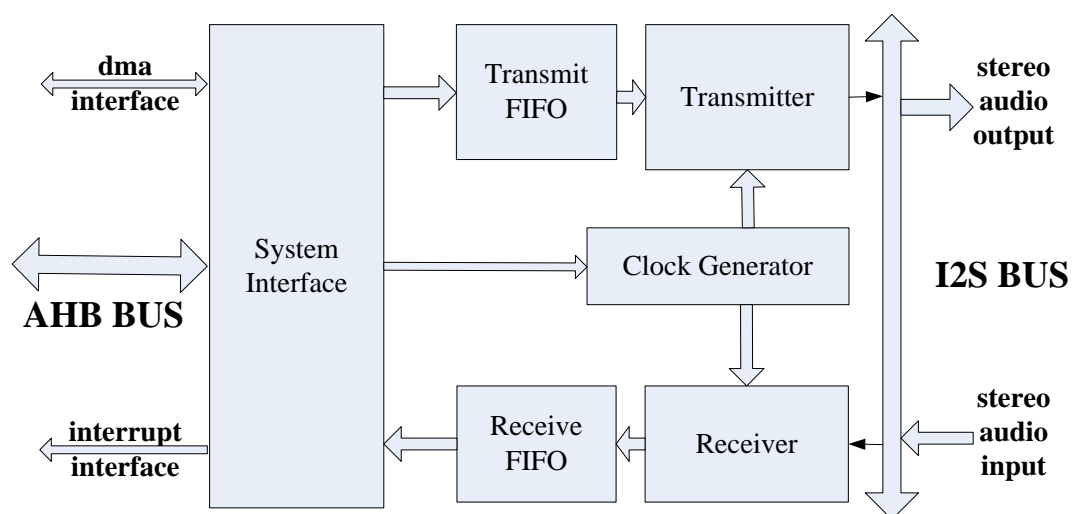 dma
interface
AHB BUS
interrupt
interface
System
Interface
Transmit
FIFO
Transmitter
Clock Generator
Receive
FIFO
Receiver
stereo
audio
output
I2S BUS
stereo
audio
input